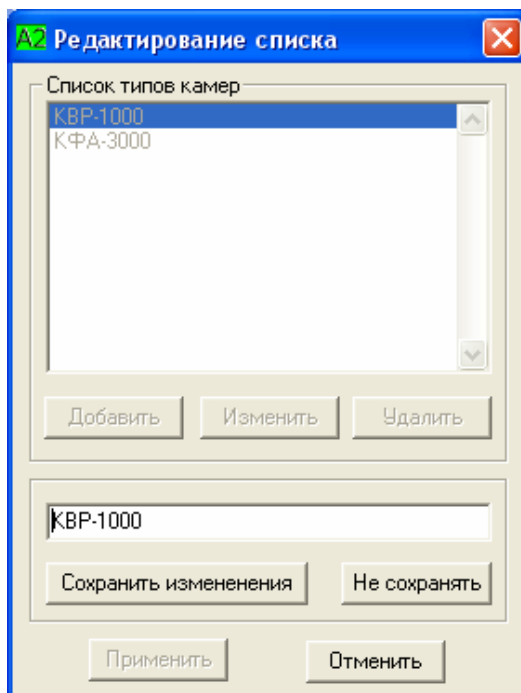 A2 Редактирование списка
Список типов камер
КВР-1000
КФА-3000
Добавить Изменить Удалить
КВР-1000
Сохранить измененения Не сохранять
Применить Отменить